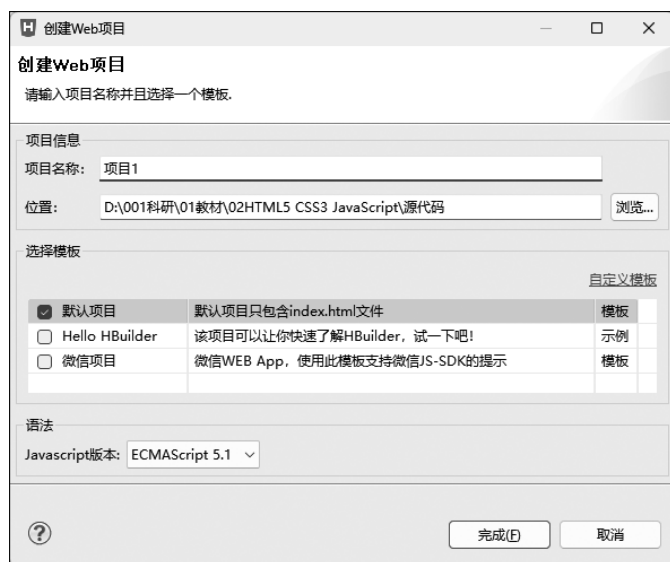 创建Web项目
创建Web项目
请输入项目名称并且选择一个模板.
项目信息
项目名称： 项目1
位置： D:\001科研\01教材\02HTML5 CSS3 JavaScript\源代码 浏览...
选择模板
自定义模板
默认项目 默认项目只包含index.html文件 模板
Hello HBuilder 该项目可以让你快速了解HBuilder，试一下吧！ 示例
微信项目 微信WEB App，使用此模板支持微信JS-SDK的提示 模板
语法
Javascript版本: ECMAScript 5.1
完成(F) 取消